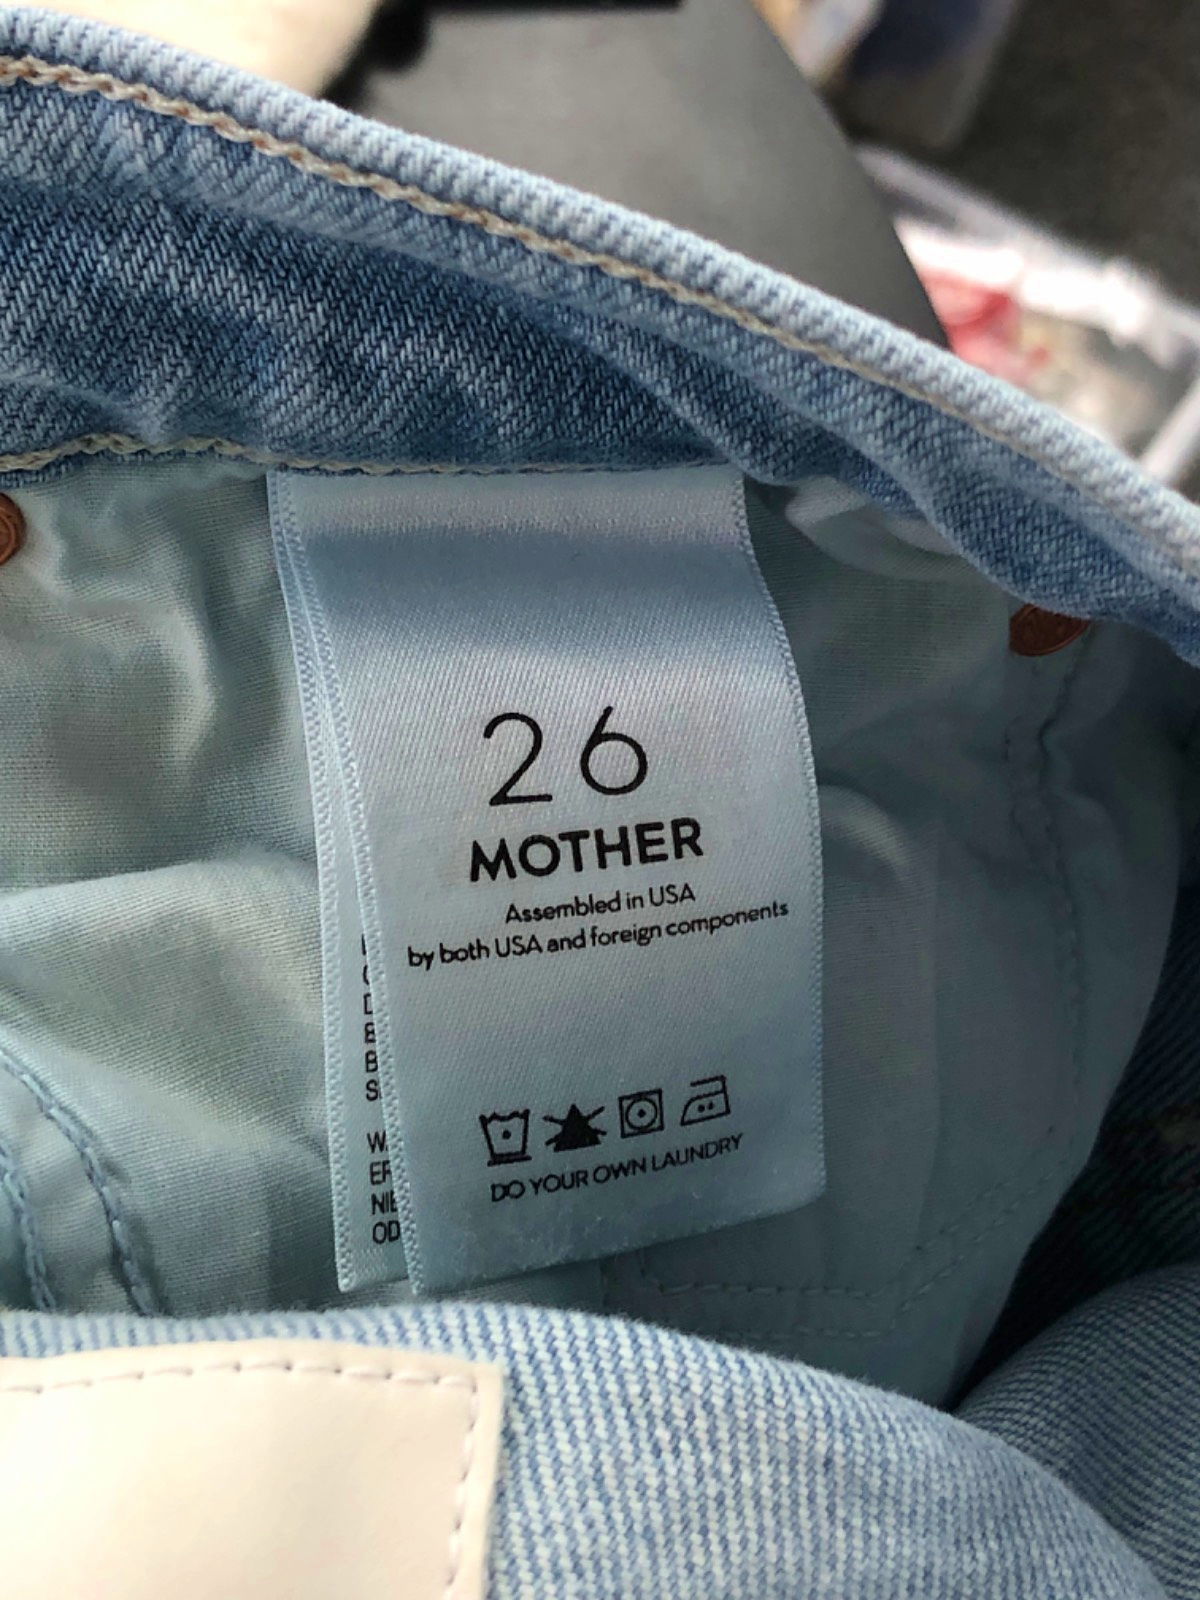 26
MOTHER
Assembled in USA
by both USA and foreign components
DO YOUR OWN LAUNDRY